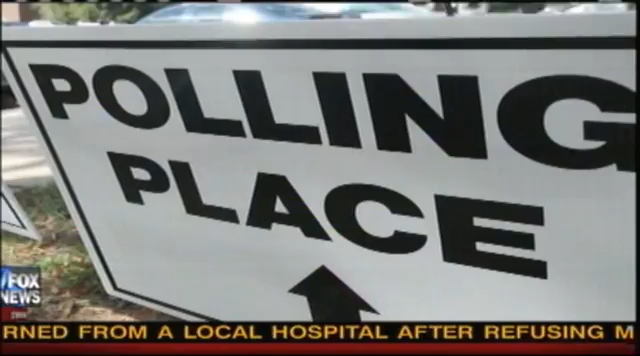 POLLING
PLACE
FOX
NEWS
RNED FROM A LOCAL HOSPITAL AFTER REFUSING M